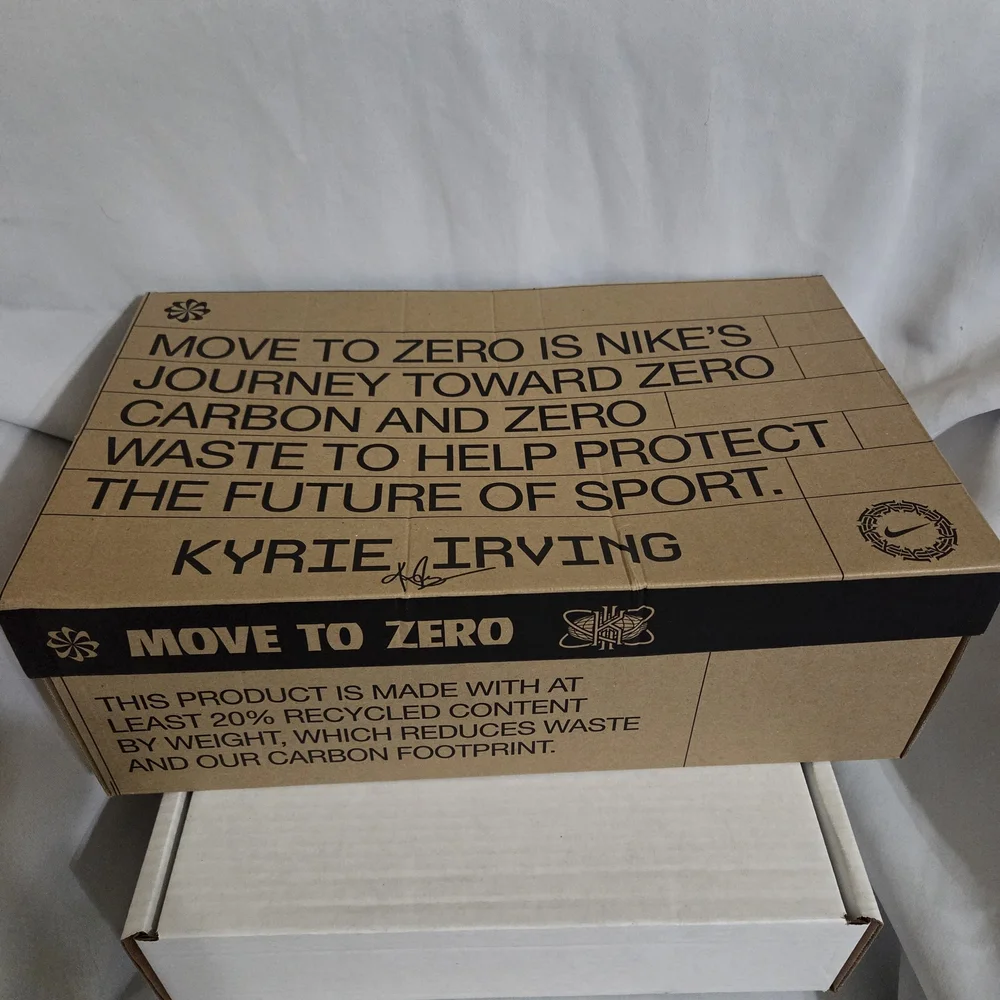 MOVE TO ZERO IS NIKE'S
JOURNEY TOWARD ZERO
CARBON AND ZERO
WASTE TO HELP PROTECT
THE FUTURE OF SPORT.
KYRIE IRVING
MOVE TO ZERO
THIS PRODUCT IS MADE WITH AT
LEAST 20% RECYCLED CONTENT
BY WEIGHT, WHICH REDUCES WASTE
AND OUR CARBON FOOTPRINT.